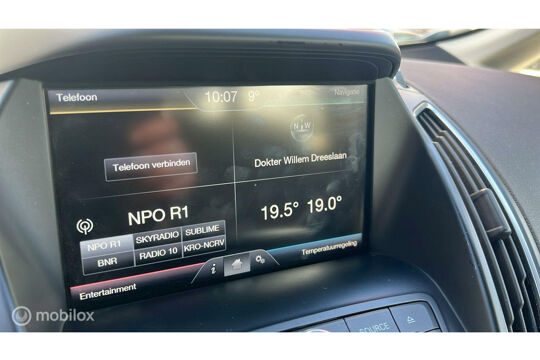 Telefoon 10:07 9° Navigatie
N W
Telefoon verbinden
Dokter Willem Dreeslaan
NPO R1
19.5° 19.0°
NPO R1 SKYRADIO SUBLIME
BNR RADIO 10 KRO-NCRV
Entertainment
i
Temperatuurregeling
SOURCE
mobilox